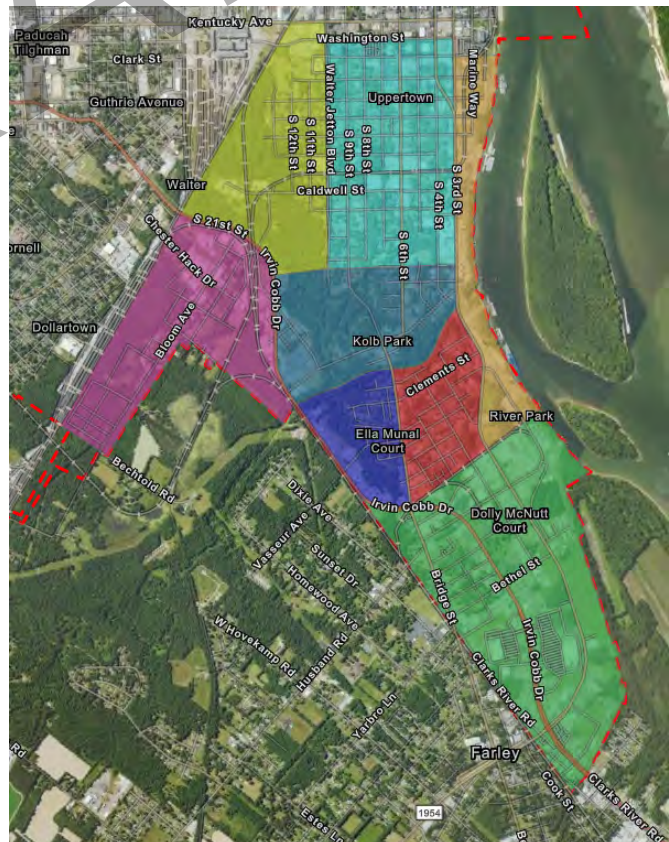 Kentucky Ave
Paducah
Tilghman
Washington St
Clark St
Marine Way
Guthrie Avenue
Uppertown
Walter Jetton Blvd
S 12th St
S 11th St
S 9th St
S 8th St
Walter
Caldwell St
S 4th St
S 3rd St
S 21st St
Chester Hack Dr
Irvin Cobb Dr
S 6th St
Dollartown
Bloom Ave
Kolb Park
Clements St
River Park
Ella Munal
Court
Bechtold Rd
Irvin Cobb Dr
Dolly McNutt
Court
Dixie Ave
Vasseur Ave
Sunset Dr
Bethel St
Homewood Ave
Bridge St
W Hovekamp Rd
Husband Rd
Irvin Cobb Dr
Clarks River Rd
Yarbro Ln
Farley
Cook St
Clarks River Rd
Rd
1954
Estes Ln